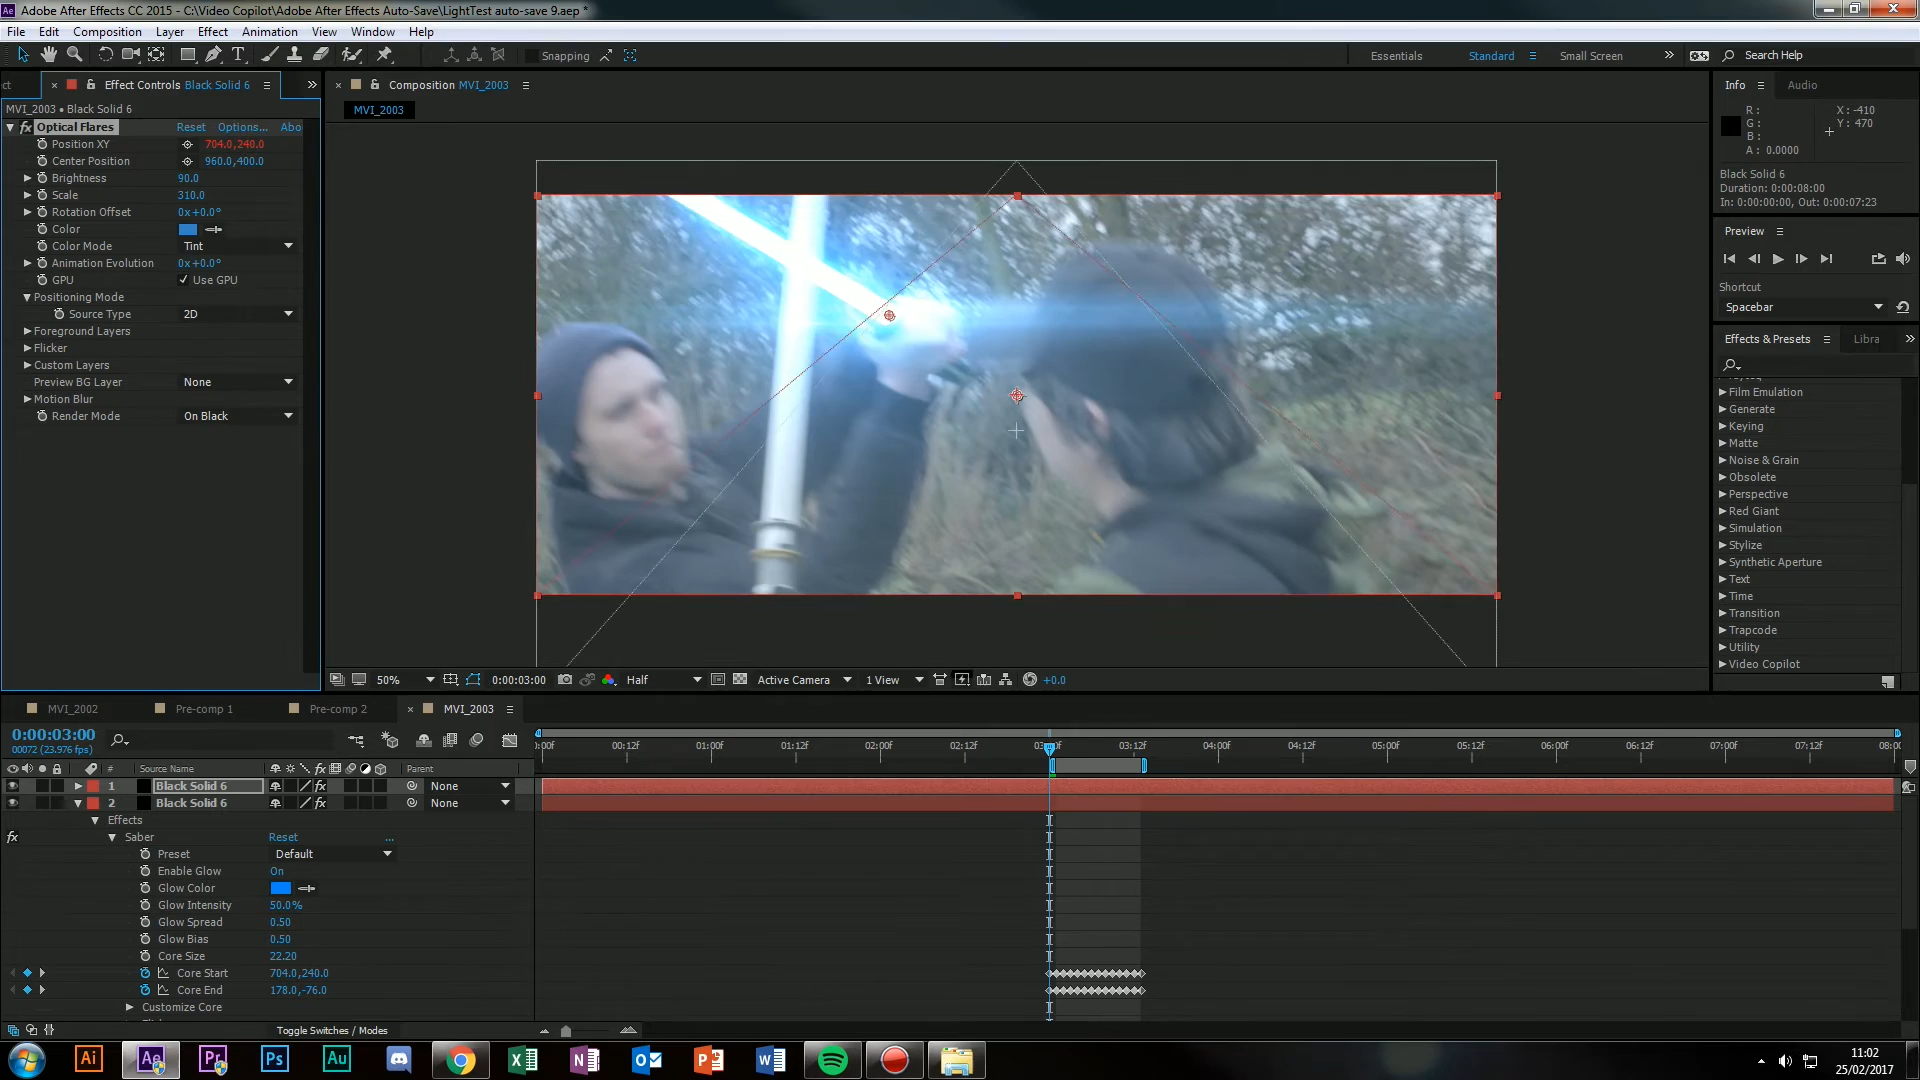 Adobe After Effects CC 2015 - C:\Video Copilot\Adobe After Effects Auto-Save\LightTest auto-save 9.aep *
File Edit Composition Layer Effect Animation View Window Help
Snapping
Essentials Standard Small Screen Search Help
Effect Controls Black Solid 6
MVI_2003 • Black Solid 6
Optical Flares Reset Options... Abo
Position XY 704.0,240.0
Center Position 960.0,400.0
Brightness 90.0
Scale 310.0
Rotation Offset 0x+0.0°
Color
Color Mode Tint
Animation Evolution 0x+0.0°
GPU Use GPU
Positioning Mode
Source Type 2D
Foreground Layers
Flicker
Custom Layers
Preview BG Layer None
Motion Blur
Render Mode On Black
Composition MVI_2003
MVI_2003
50% 0:00:03:00 Half Active Camera 1 View +0.0
Info Audio
R : X : -410
G : Y : 470
B :
A : 0.0000
Black Solid 6
Duration: 0:00:08:00
In: 0:00:00:00, Out: 0:00:07:23
Preview
Shortcut
Spacebar
Effects & Presets Libra
Film Emulation
Generate
Keying
Matte
Noise & Grain
Obsolete
Perspective
Red Giant
Simulation
Stylize
Synthetic Aperture
Text
Time
Transition
Trapcode
Utility
Video Copilot
MVI_2002 Pre-comp 1 Pre-comp 2 MVI_2003
0:00:03:00
00072 (23.976 fps)
# Source Name Parent
1 Black Solid 6 None
2 Black Solid 6 None
Effects
Saber Reset ...
Preset Default
Enable Glow On
Glow Color
Glow Intensity 50.0%
Glow Spread 0.50
Glow Bias 0.50
Core Size 22.20
Core Start 704.0,240.0
Core End 178.0,-76.0
Customize Core
Toggle Switches / Modes
00:12f 01:00f 01:12f 02:00f 02:12f 03:12f 04:00f 04:12f 05:00f 05:12f 06:00f 06:12f 07:00f 07:12f
Ai Ae Pr Ps Au
11:02
25/02/2017